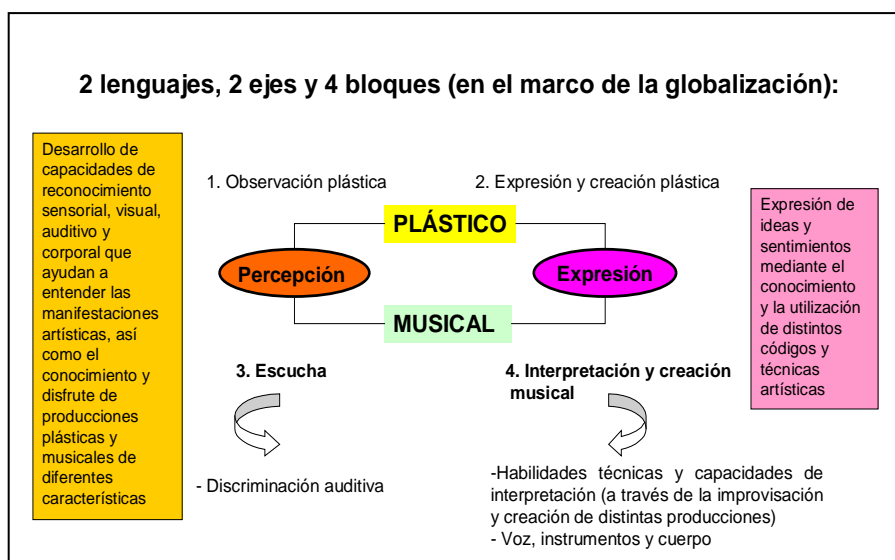 2 lenguajes, 2 ejes y 4 bloques (en el marco de la globalización):
Desarrollo de
capacidades de
reconocimiento
sensorial, visual,
auditivo y
corporal que
ayudan a
entender las
manifestaciones
artísticas, así
como el
conocimiento y
disfrute de
producciones
plásticas y
musicales de
diferentes
características
1. Observación plástica
2. Expresión y creación plástica
PLÁSTICO
Percepción
Expresión
MUSICAL
3. Escucha
4. Interpretación y creación
musical
- Discriminación auditiva
-Habilidades técnicas y capacidades de
interpretación (a través de la improvisación
y creación de distintas producciones)
- Voz, instrumentos y cuerpo
Expresión de
ideas y
sentimientos
mediante el
conocimiento
y la utilización
de distintos
códigos y
técnicas
artísticas